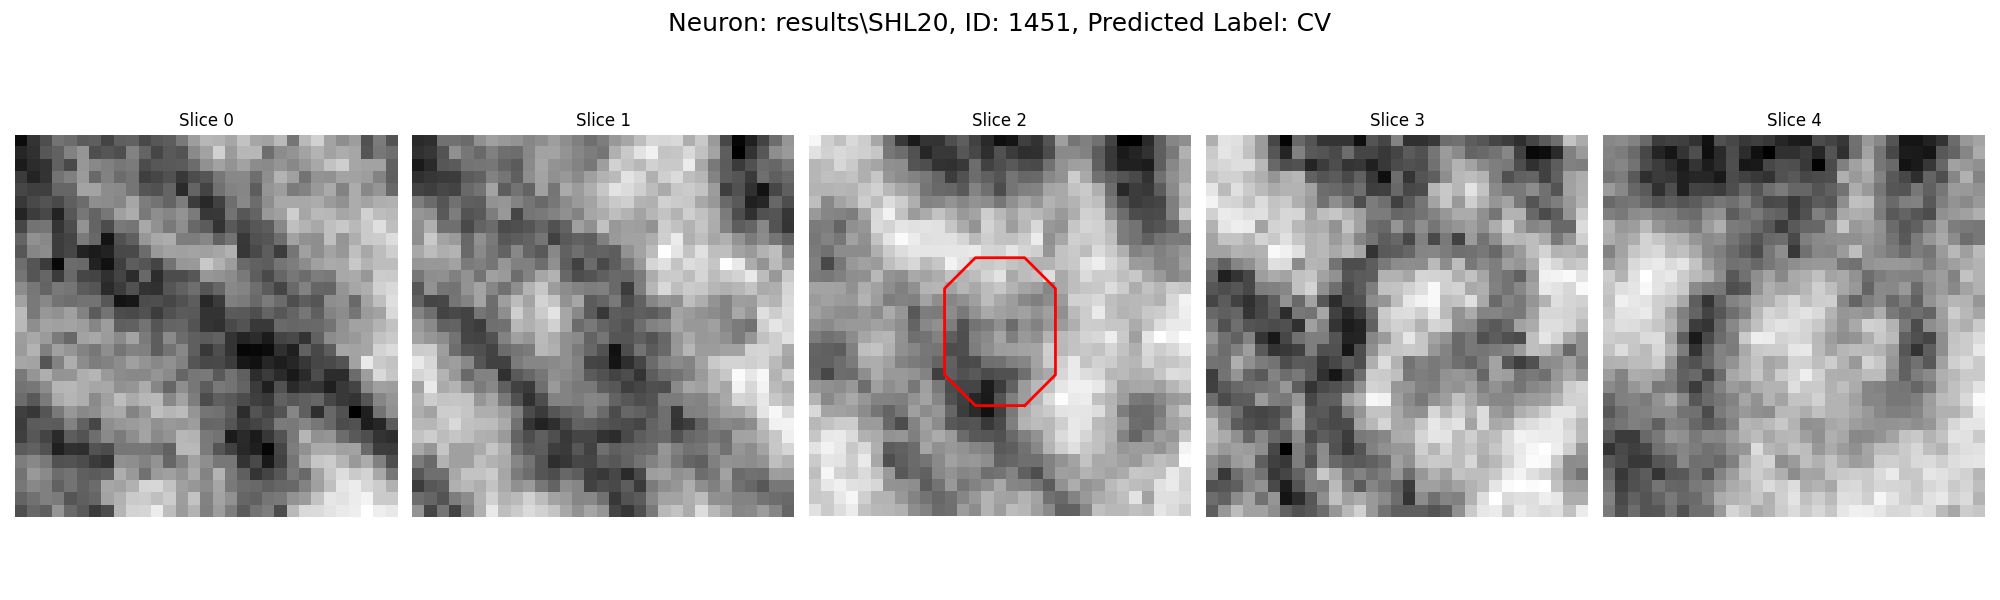 Neuron: results\SHL20, ID: 1451, Predicted Label: CV
Slice 0
Slice 1
Slice 2
Slice 3
Slice 4